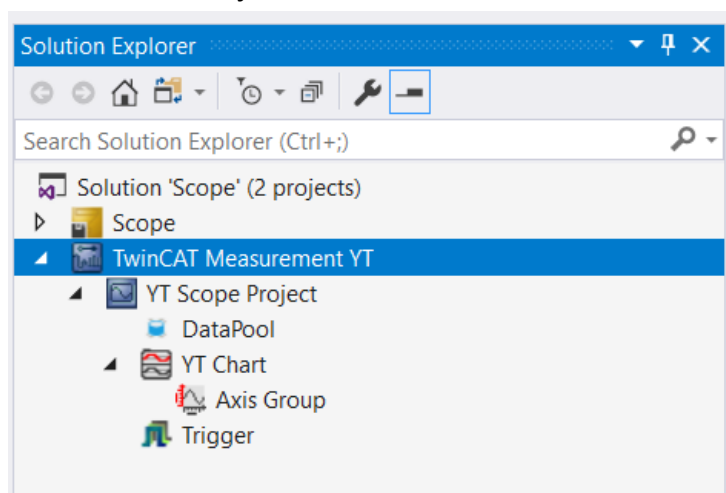 Solution Explorer
Search Solution Explorer (Ctrl+;)
Solution 'Scope' (2 projects)
Scope
TwinCAT Measurement YT
YT Scope Project
DataPool
YT Chart
Axis Group
Trigger